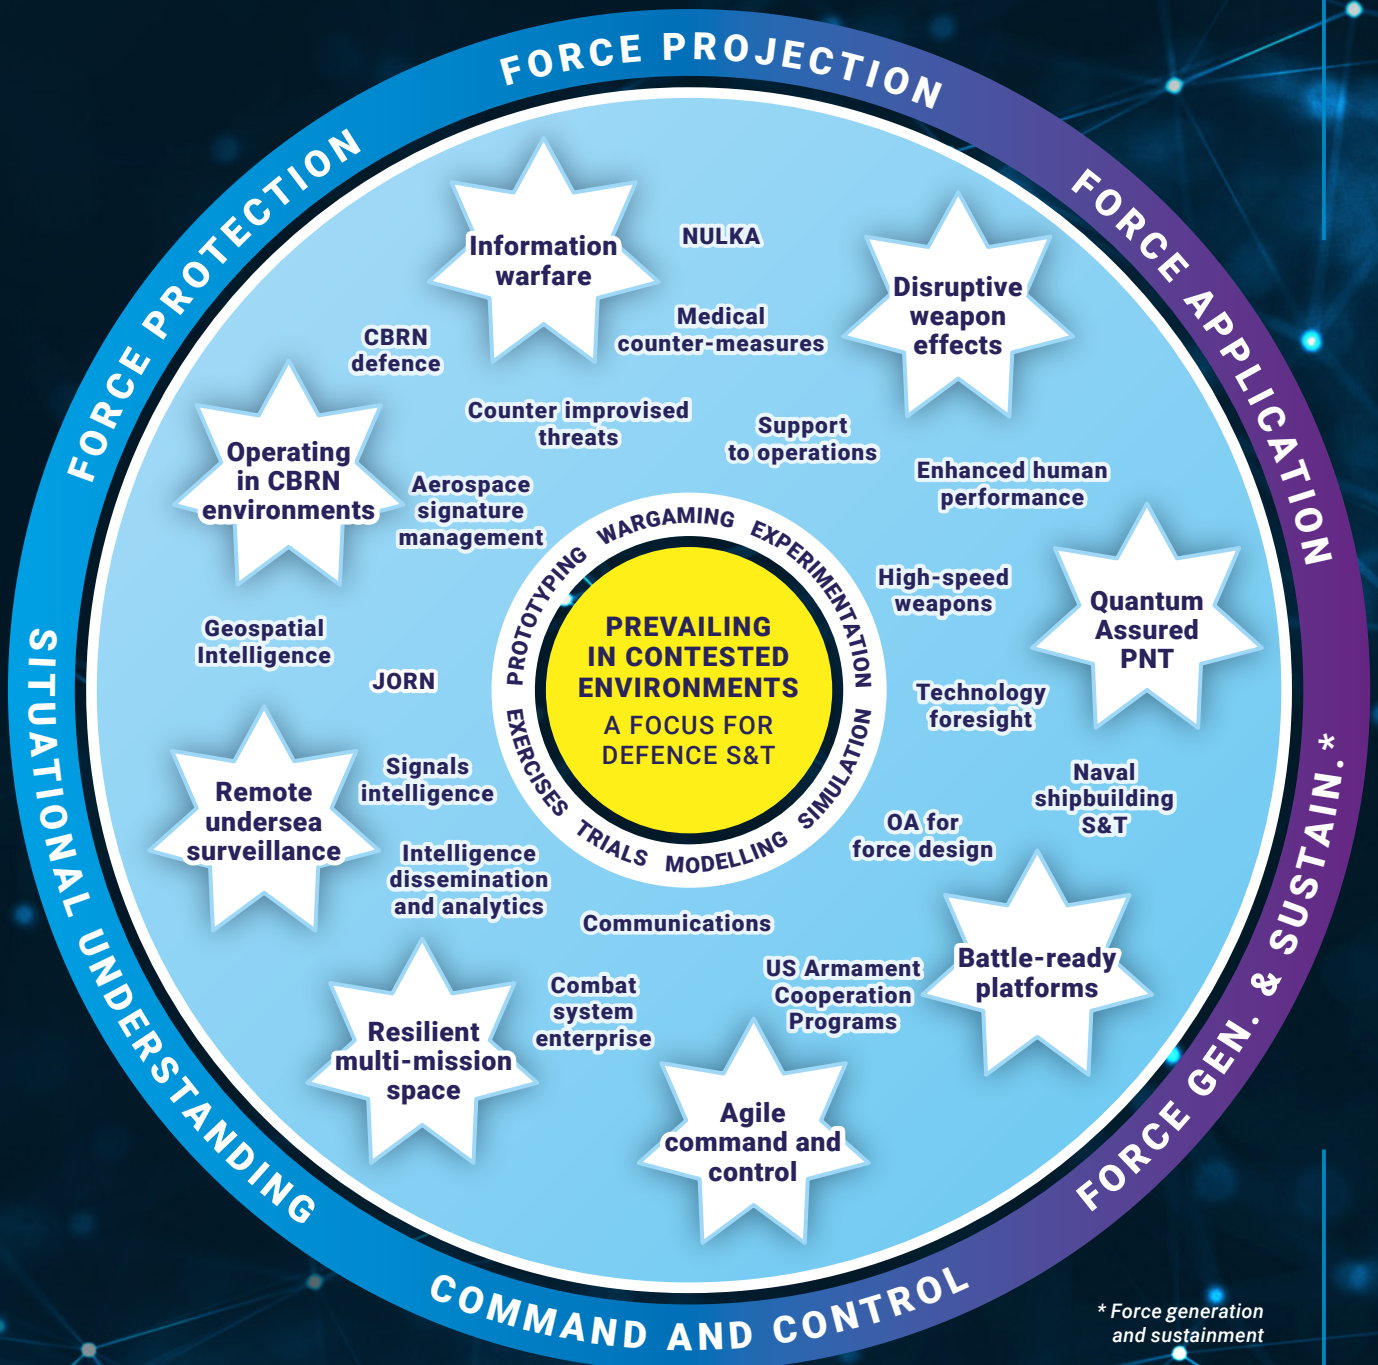 FORCE PROJECTION
FORCE PROTECTION
FORCE APPLICATION
SITUATIONAL UNDERSTANDING
FORCE GEN. & SUSTAIN.*
COMMAND AND CONTROL
Information
warfare
NULKA
Disruptive
weapon
effects
Medical
counter-measures
CBRN
defence
Counter improvised
threats
Support
to operations
Operating
in CBRN
environments
Aerospace
signature
management
Enhanced human
performance
High-speed
weapons
Quantum
Assured
PNT
Geospatial
Intelligence
JORN
Technology
foresight
Signals
intelligence
Remote
undersea
surveillance
Naval
shipbuilding
S&T
OA for
force design
Intelligence
dissemination
and analytics
Communications
US Armament
Cooperation
Programs
Battle-ready
platforms
Combat
system
enterprise
Resilient
multi-mission
space
Agile
command and
control
PROTOTYPING WARGAMING EXPERIMENTATION
EXERCISES TRIALS MODELLING SIMULATION
PREVAILING
IN CONTESTED
ENVIRONMENTS
A FOCUS FOR
DEFENCE S&T
* Force generation
and sustainment